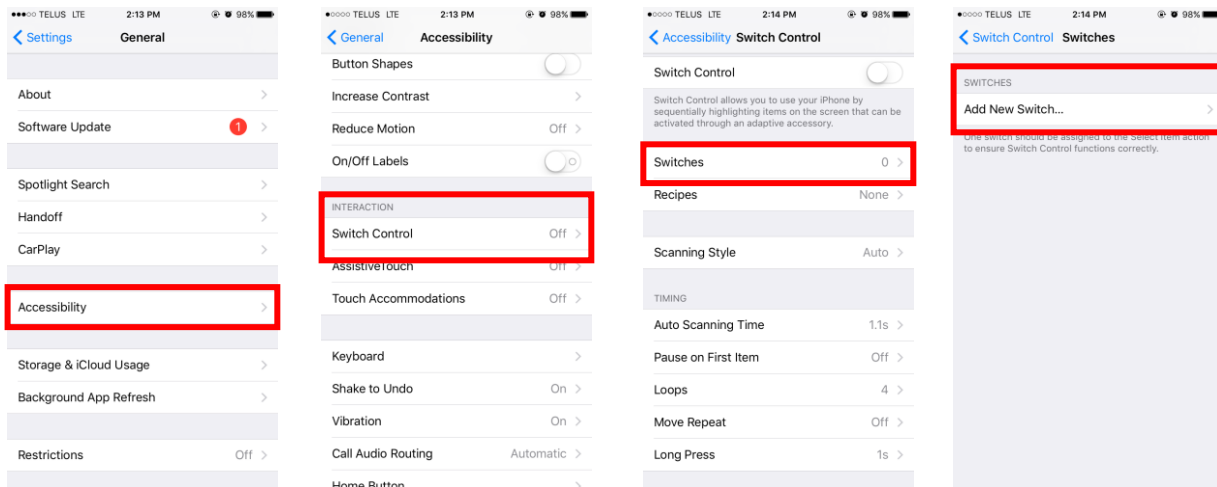 ●●●○○ TELUS LTE 2:13 PM 98%
Settings General
About
Software Update 1
Spotlight Search
Handoff
CarPlay
Accessibility
Storage & iCloud Usage
Background App Refresh
Restrictions Off
●○○○○ TELUS LTE 2:13 PM 98%
General Accessibility
Button Shapes
Increase Contrast
Reduce Motion Off
On/Off Labels
INTERACTION
Switch Control Off
AssistiveTouch Off
Touch Accommodations Off
Keyboard
Shake to Undo On
Vibration On
Call Audio Routing Automatic
Home Button
●○○○○ TELUS LTE 2:14 PM 98%
Accessibility Switch Control
Switch Control
Switch Control allows you to use your iPhone by
sequentially highlighting items on the screen that can be
activated through an adaptive accessory.
Switches 0
Recipes None
Scanning Style Auto
TIMING
Auto Scanning Time 1.1s
Pause on First Item Off
Loops 4
Move Repeat Off
Long Press 1s
●○○○○ TELUS LTE 2:14 PM 98%
Switch Control Switches
SWITCHES
Add New Switch...
One switch should be assigned to the Select Item action
to ensure Switch Control functions correctly.